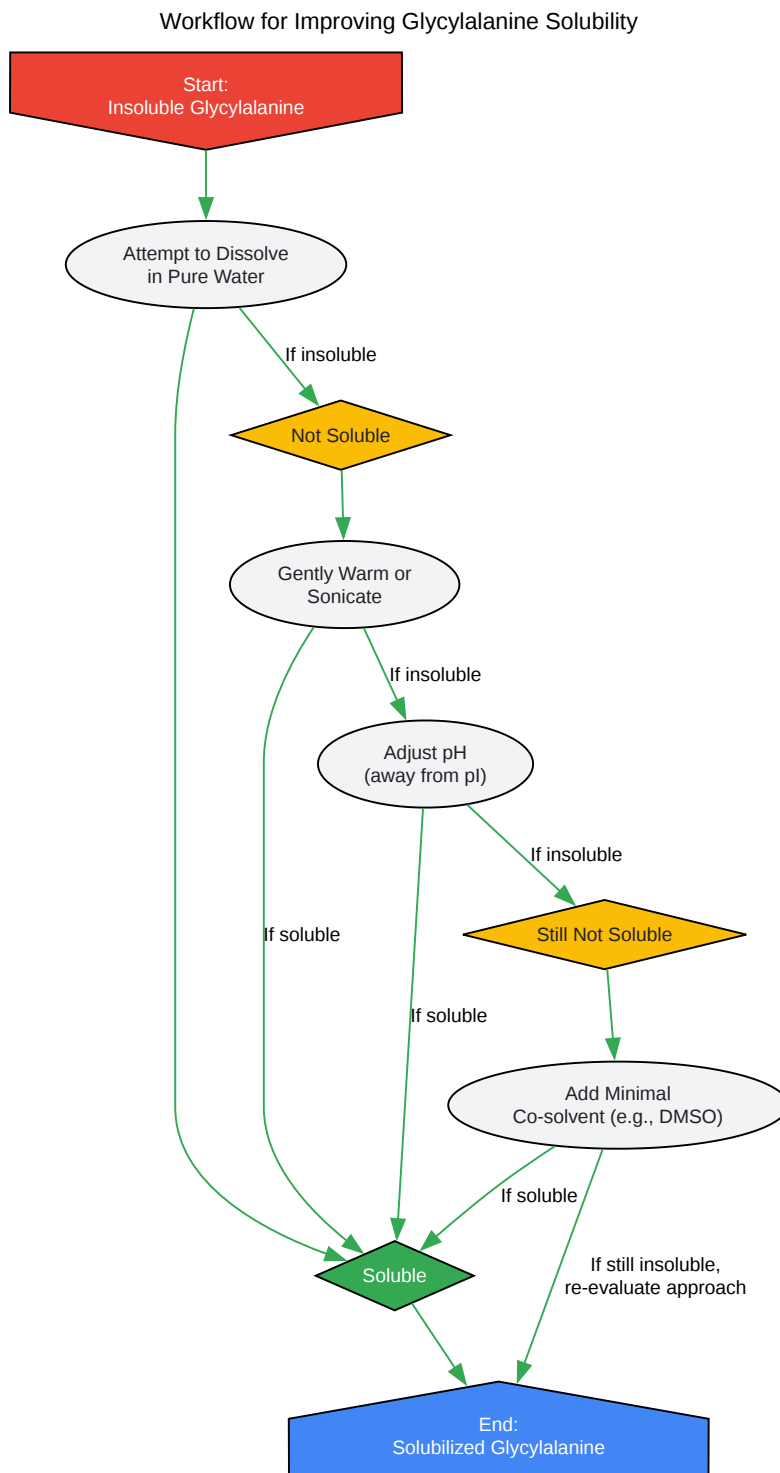 Workflow for Improving Glycylalanine Solubility
Start:
Insoluble Glycylalanine
Attempt to Dissolve
in Pure Water
If insoluble
Not Soluble
Gently Warm or
Sonicate
If insoluble
Adjust pH
(away from pI)
If insoluble
If soluble
Still Not Soluble
If soluble
Add Minimal
Co-solvent (e.g., DMSO)
If soluble
If still insoluble,
re-evaluate approach
Soluble
End:
Solubilized Glycylalanine